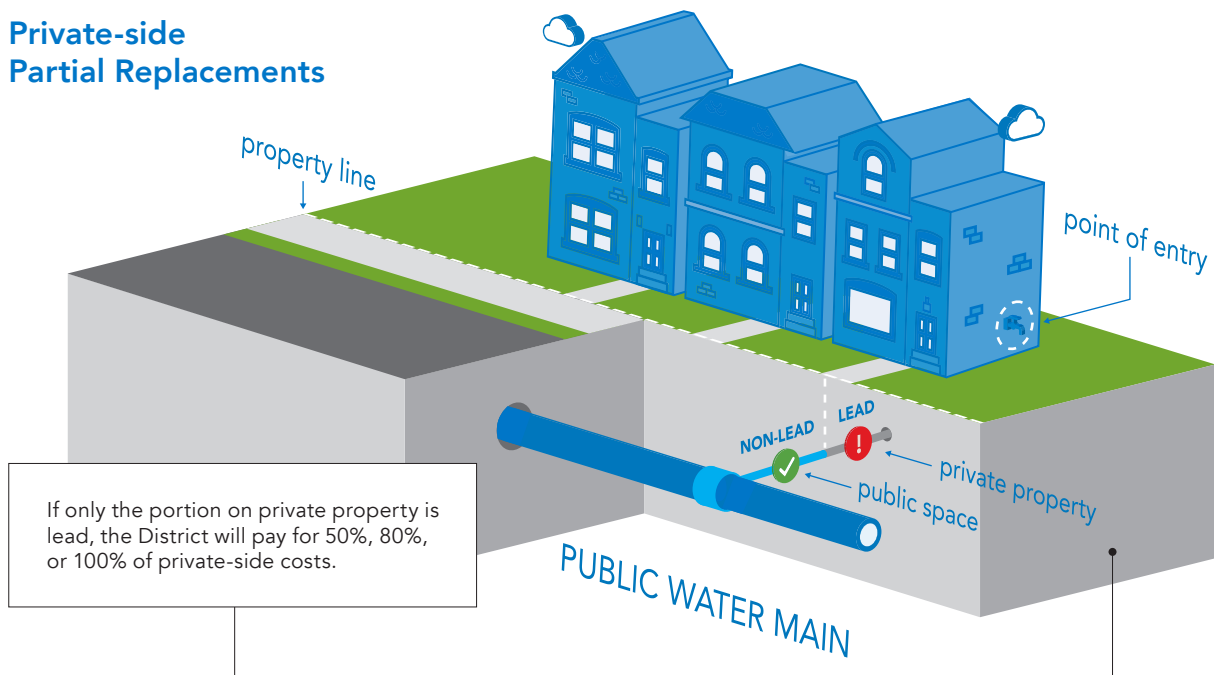 Private-side
Partial Replacements
property line
point of entry
NON-LEAD
LEAD
private property
public space
PUBLIC WATER MAIN
If only the portion on private property is
lead, the District will pay for 50%, 80%,
or 100% of private-side costs.